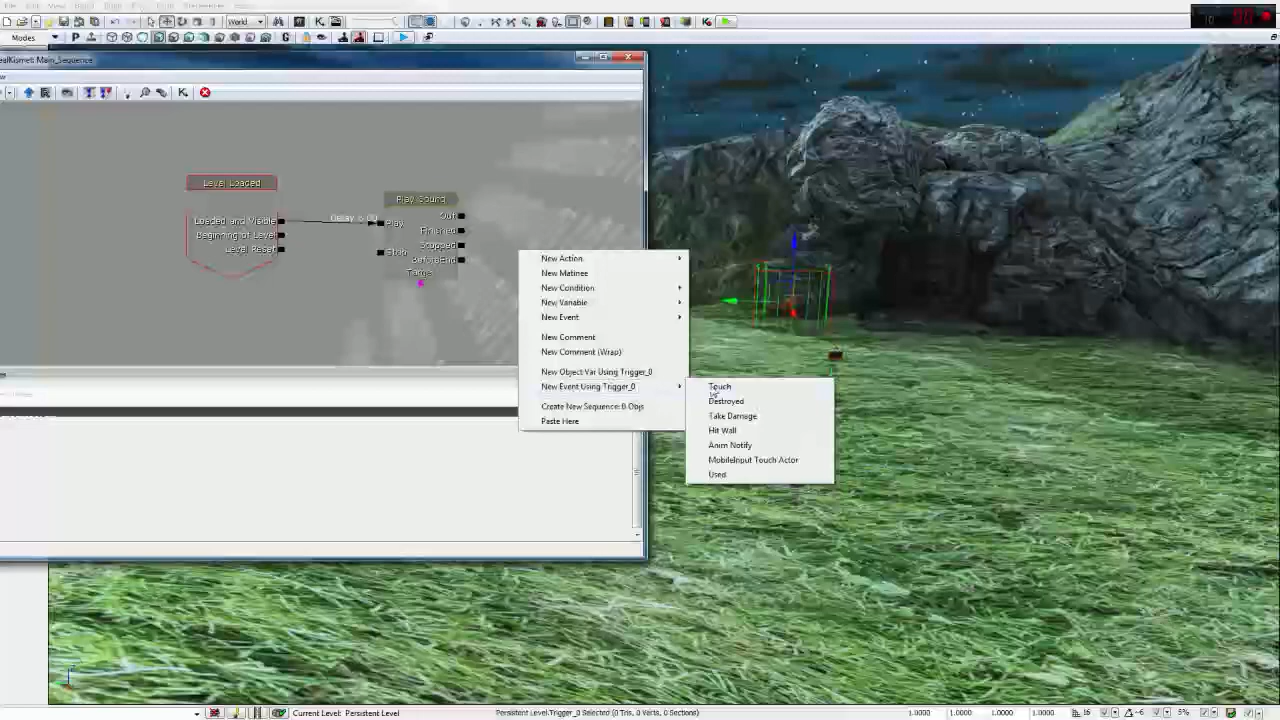 World
Modes
Main_Sequence
Level Loaded
Loaded and Visible
Beginning of Level
Level Reset
Play Sound
Play
Stop
Out
Finished
Stopped
Target
New Action
New Matinee
New Condition
New Variable
New Event
New Comment
New Comment (Wrap)
New Object Var Using Trigger_0
New Event Using Trigger_0
Create New Sequence: 0 Objs
Paste Here
Touch
Destroyed
Take Damage
Hit Wall
Anim Notify
MobileInput Touch Actor
Used
Current Level: Persistent Level
Persistent Level.Trigger_0 Selected (0 Tris, 0 Verts, 0 Sections)
1.0000 1.0000 1.0000 1.0000 16 5%